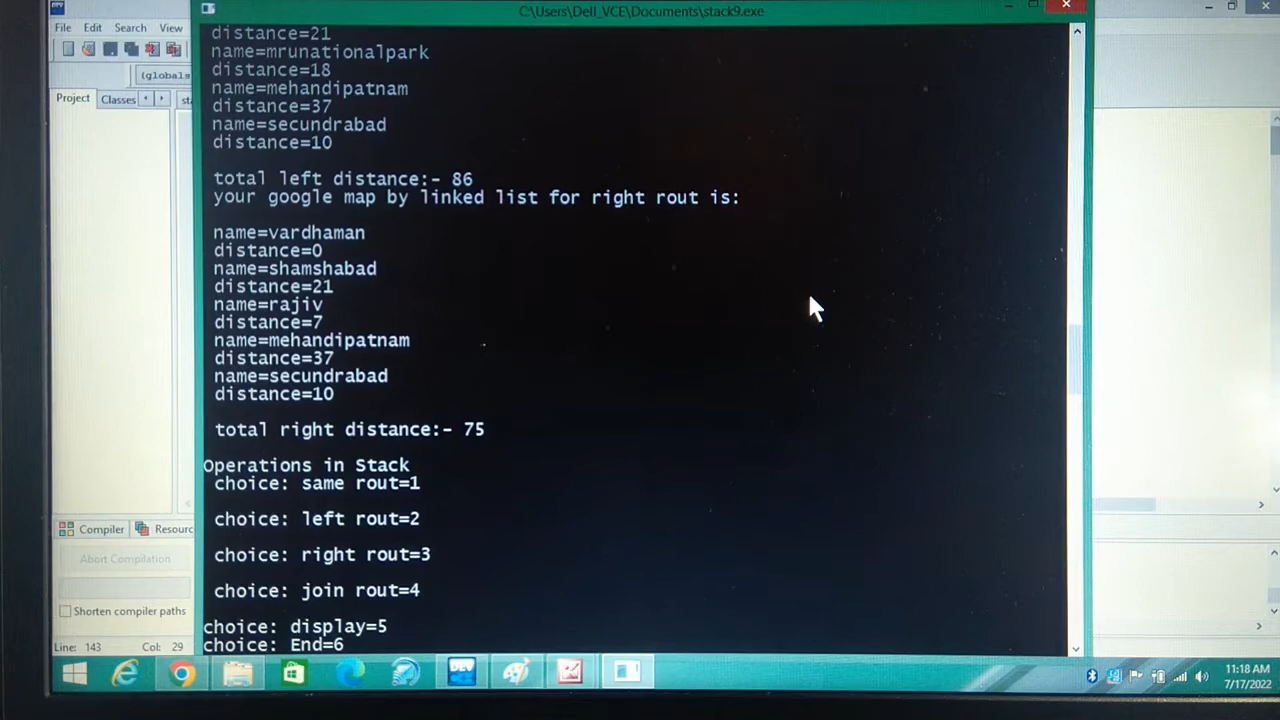 C:\Users\Dell_VCE\Documents\stack9.exe
File Edit Search View
(globals
Project Classes
distance=21
name=mrunationalpark
distance=18
name=mehandipatnam
distance=37
name=secundrabad
distance=10
total left distance:- 86
your google map by linked list for right rout is:
name=vardhaman
distance=0
name=shamshabad
distance=21
name=rajiv
distance=7
name=mehandipatnam
distance=37
name=secundrabad
distance=10
total right distance:- 75
Operations in Stack
choice: same rout=1
choice: left rout=2
choice: right rout=3
choice: join rout=4
choice: display=5
choice: End=6
Compiler Resourc
Abort Compilation
Shorten compiler paths
Line: 143 Col: 29
DEV
11:18 AM
7/17/2022